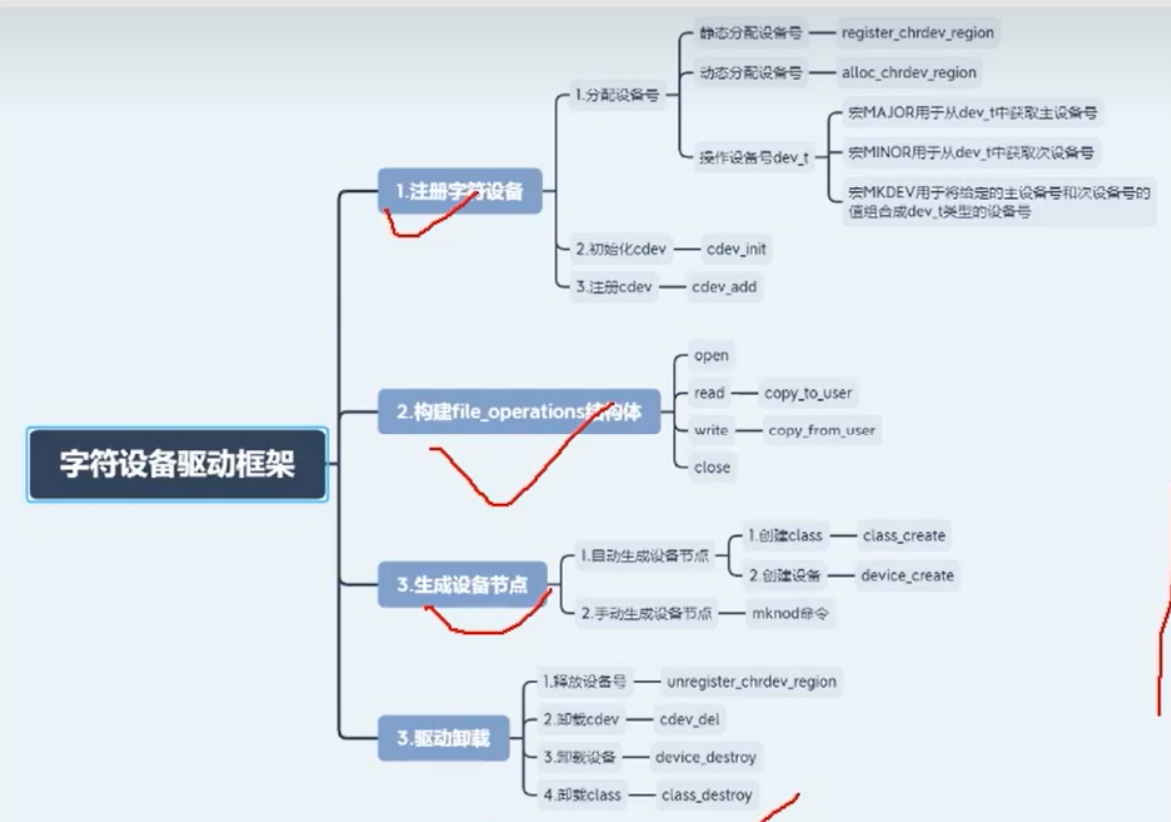 字符设备驱动框架
1.注册字符设备
1.分配设备号
静态分配设备号
register_chrdev_region
动态分配设备号
alloc_chrdev_region
操作设备号dev_t
宏MAJOR用于从dev_t中获取主设备号
宏MINOR用于从dev_t中获取次设备号
宏MKDEV用于将给定的主设备号和次设备号的
值组合成dev_t类型的设备号
2.初始化cdev
cdev_init
3.注册cdev
cdev_add
2.构建file_operations结构体
open
read
copy_to_user
write
copy_from_user
close
3.生成设备节点
1.自动生成设备节点
1.创建class
class_create
2.创建设备
device_create
2.手动生成设备节点
mknod命令
3.驱动卸载
1.释放设备号
unregister_chrdev_region
2.卸载cdev
cdev_del
3.卸载设备
device_destroy
4.卸载class
class_destroy